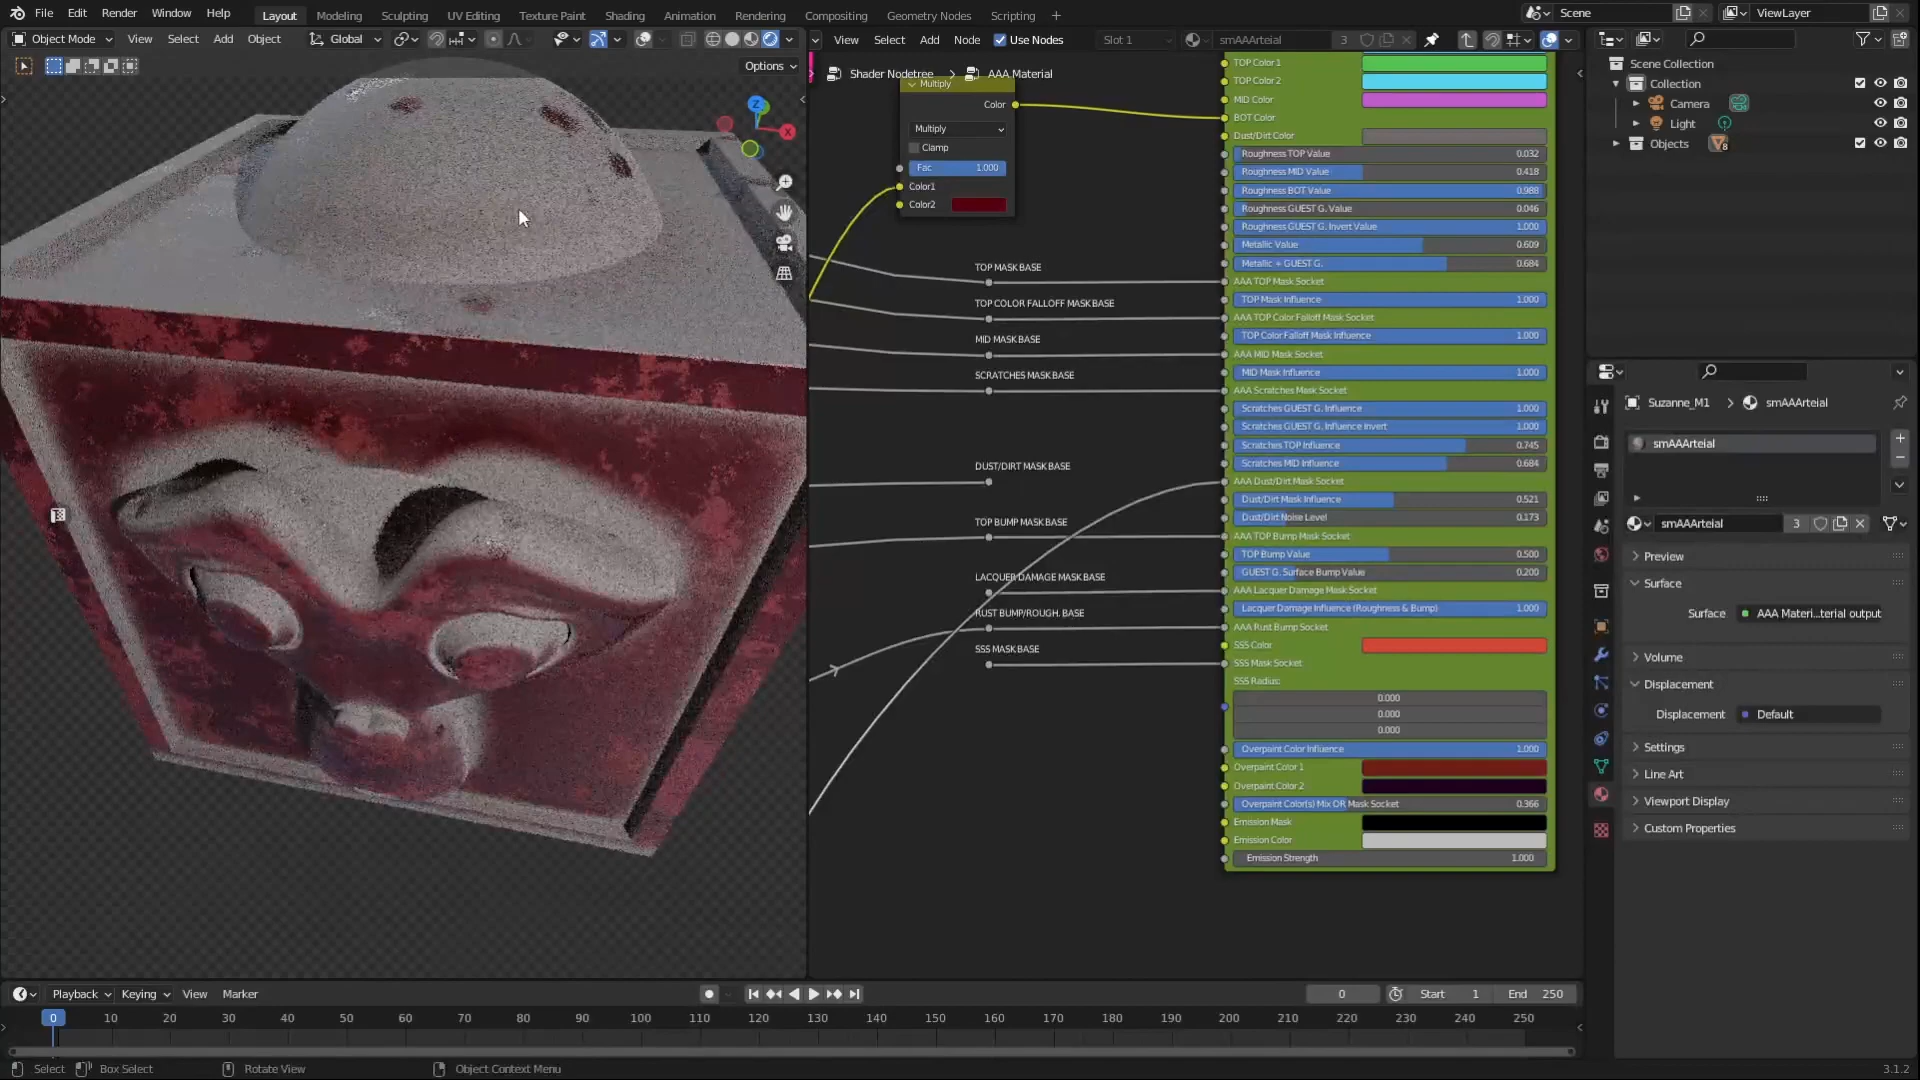 File Edit Render Window Help Layout Modeling Sculpting UV Editing Texture Paint Shading Animation Rendering Compositing Geometry Nodes Scripting + Scene ViewLayer
Object Mode View Select Add Object Global View Select Add Node Use Nodes Slot 1 smAAArteial 3
Options
Shader Nodetree > AAA Material
Z
X
Multiply
Color
Multiply
Clamp
Fac 1.000
Color1
Color2
TOP MASK BASE
TOP COLOR FALLOFF MASK BASE
MID MASK BASE
SCRATCHES MASK BASE
DUST/DIRT MASK BASE
TOP BUMP MASK BASE
LACQUER DAMAGE MASK BASE
RUST BUMP/ROUGH. BASE
SSS MASK BASE
TOP Color 1
TOP Color 2
MID Color
BOT Color
Dust/Dirt Color
Roughness TOP Value 0.032
Roughness MID Value 0.418
Roughness BOT Value 0.988
Roughness GUEST G. Value 0.046
Roughness GUEST G. Invert Value 1.000
Metallic Value 0.609
Metallic + GUEST G. 0.684
AAA TOP Mask Socket
TOP Mask Influence 1.000
AAA TOP Color Falloff Mask Socket
TOP Color Falloff Mask Influence 1.000
AAA MID Mask Socket
MID Mask Influence 1.000
AAA Scratches Mask Socket
Scratches GUEST G. Influence 1.000
Scratches GUEST G. Influence Invert 1.000
Scratches TOP Influence 0.745
Scratches MID Influence 0.684
AAA Dust/Dirt Mask Socket
Dust/Dirt Mask Influence 0.521
Dust/Dirt Noise Level 0.173
AAA TOP Bump Mask Socket
TOP Bump Value 0.500
GUEST G. Surface Bump Value 0.200
AAA Lacquer Damage Mask Socket
Lacquer Damage Influence (Roughness & Bump) 1.000
AAA Rust Bump Socket
SSS Color
SSS Mask Socket
SSS Radius:
0.000
0.000
0.000
Overpaint Color Influence 1.000
Overpaint Color 1
Overpaint Color 2
Overpaint Color(s) Mix OR Mask Socket 0.366
Emission Mask
Emission Color
Emission Strength 1.000
Scene Collection
Collection
Camera
Light
Objects 8
Suzanne_M1 > smAAArteial
smAAArteial
smAAArteial 3
Preview
Surface
Surface AAA Materi...terial output
Volume
Displacement
Displacement Default
Settings
Line Art
Viewport Display
Custom Properties
Playback Keying View Marker 0 Start 1 End 250
0 10 20 30 40 50 60 70 80 90 100 110 120 130 140 150 160 170 180 190 200 210 220 230 240 250
Select Box Select Rotate View Object Context Menu 3.1.2